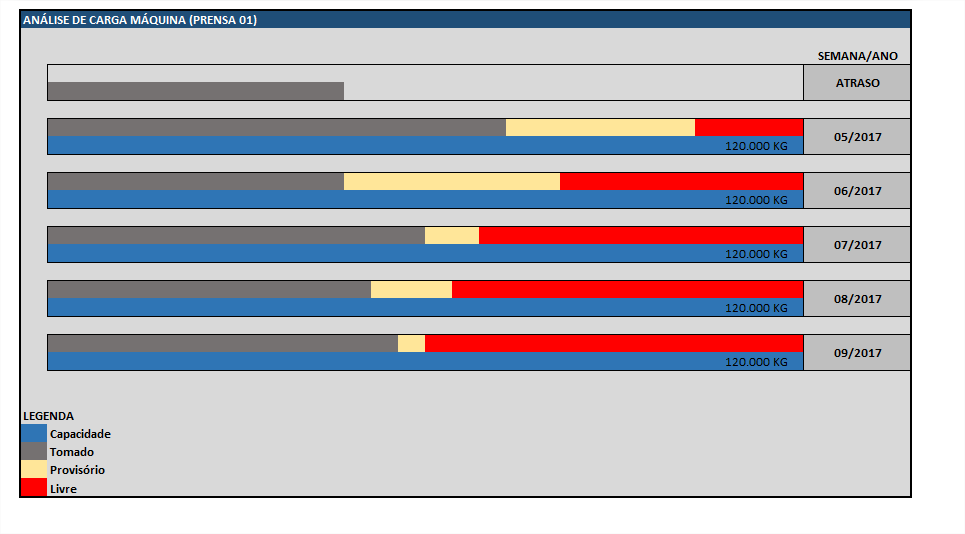 ANÁLISE DE CARGA MÁQUINA (PRENSA 01)
SEMANA/ANO
ATRASO
05/2017
120.000 KG
06/2017
120.000 KG
07/2017
120.000 KG
08/2017
120.000 KG
09/2017
120.000 KG
LEGENDA
Capacidade
Tomado
Provisório
Livre